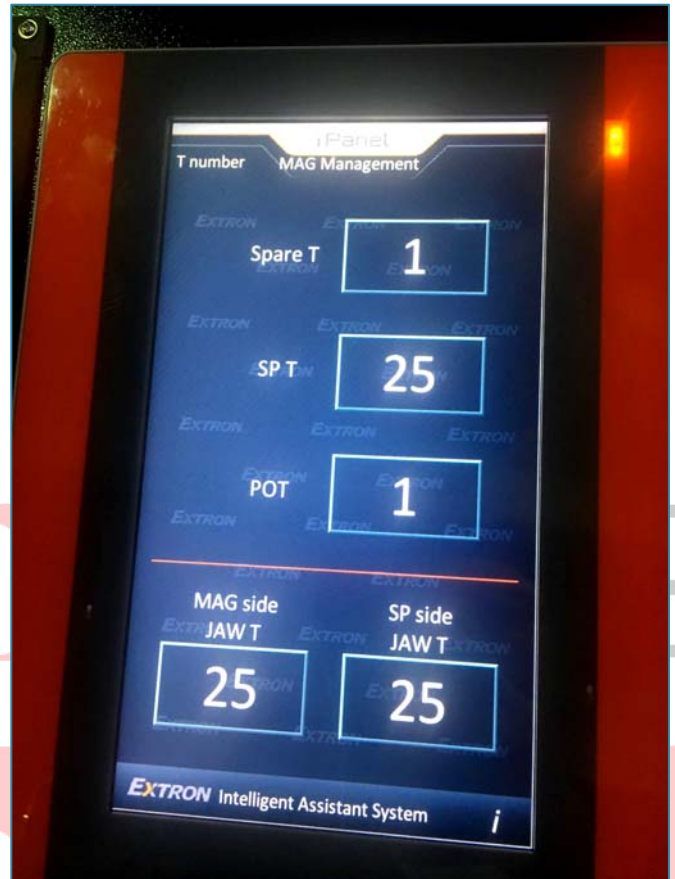 iPanel
T number MAG Management
Spare T 1
SP T 25
POT 1
MAG side
JAW T
SP side
JAW T
25 25
EXTRON Intelligent Assistant System i